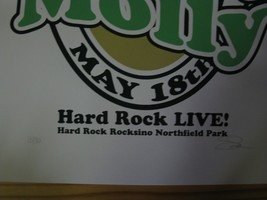 Molly
MAY 18th
Hard Rock LIVE!
Hard Rock Rocksino Northfield Park